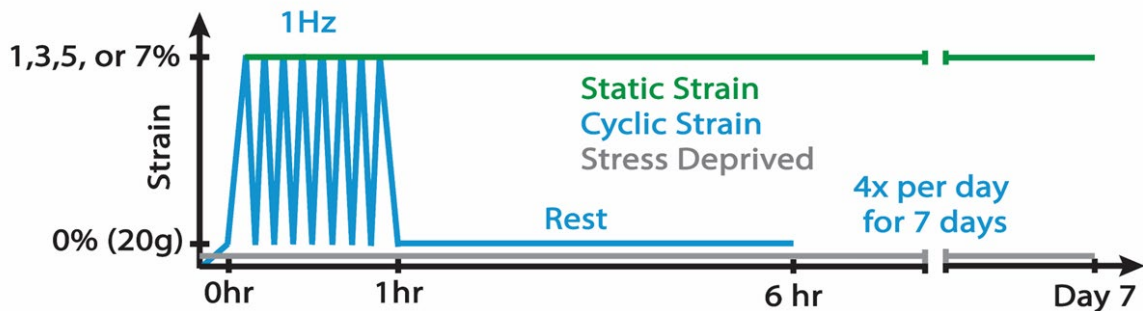 1Hz
1,3,5, or 7%
Strain
Static Strain
Cyclic Strain
Stress Deprived
4x per day
for 7 days
Rest
0% (20g)
0hr
1hr
6 hr
Day 7